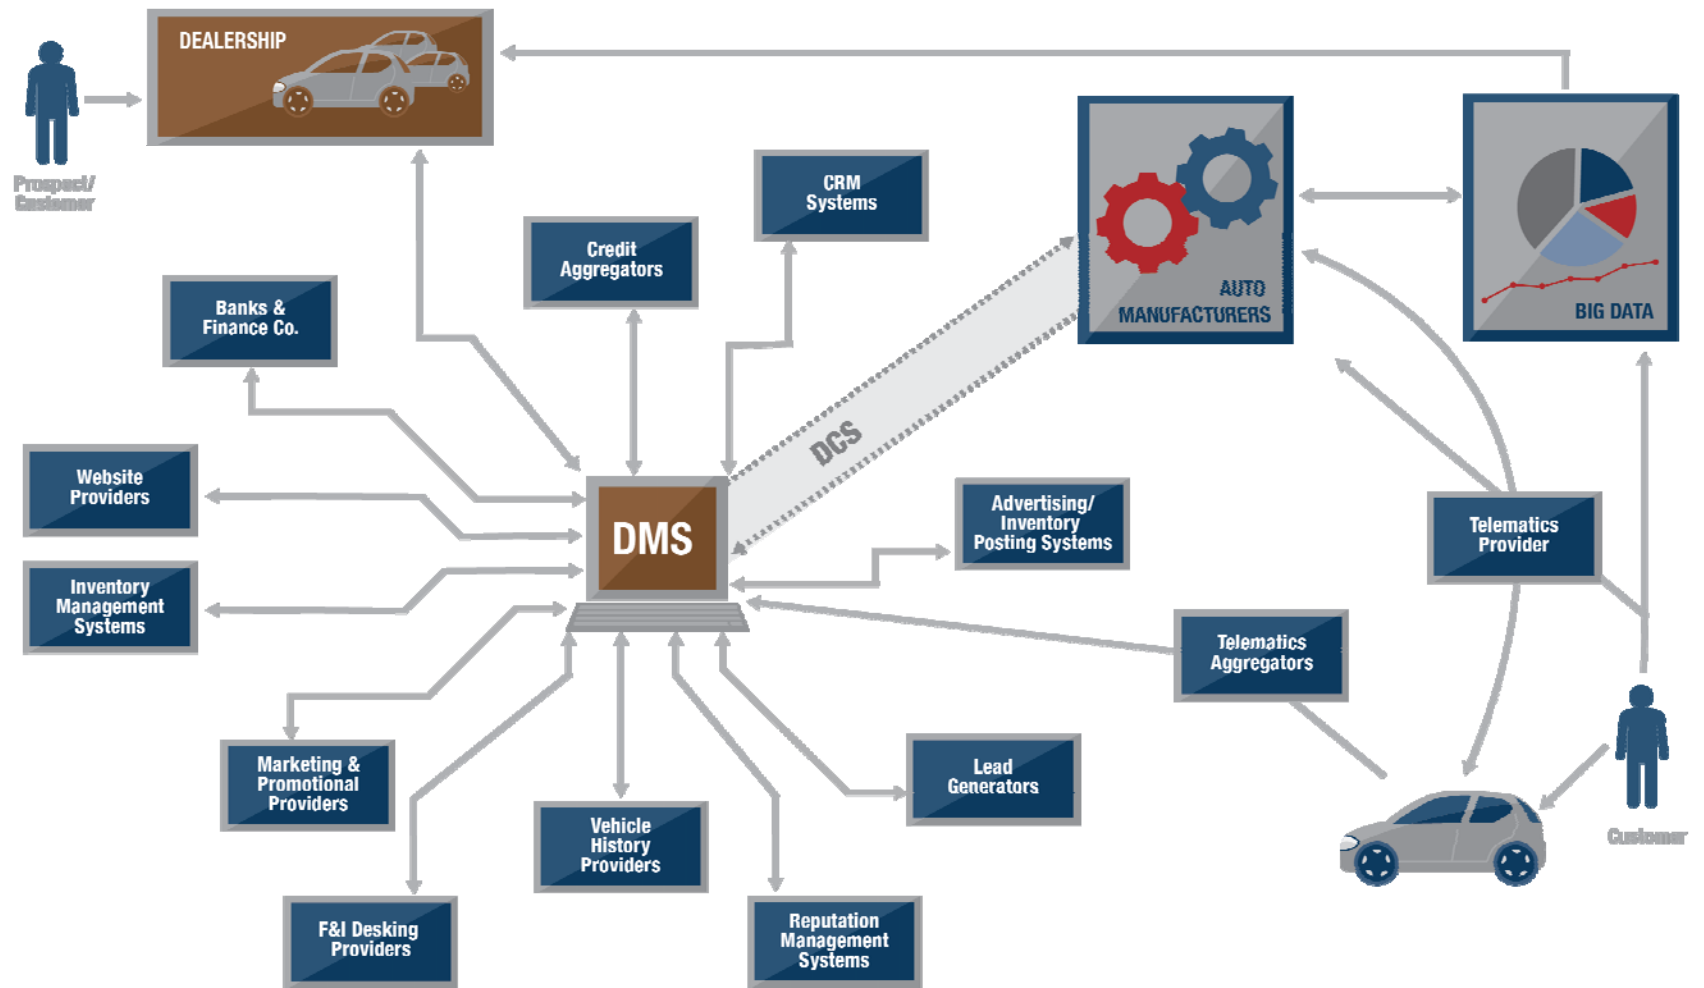 DEALERSHIP
Prospect/
Customer
CRM
Systems
Credit
Aggregators
Banks &
Finance Co.
AUTO
MANUFACTURERS
BIG DATA
DCS
Website
Providers
DMS
Advertising/
Inventory
Posting Systems
Telematics
Provider
Inventory
Management
Systems
Telematics
Aggregators
Marketing &
Promotional
Providers
Lead
Generators
Vehicle
History
Providers
Customer
F&I Desking
Providers
Reputation
Management
Systems